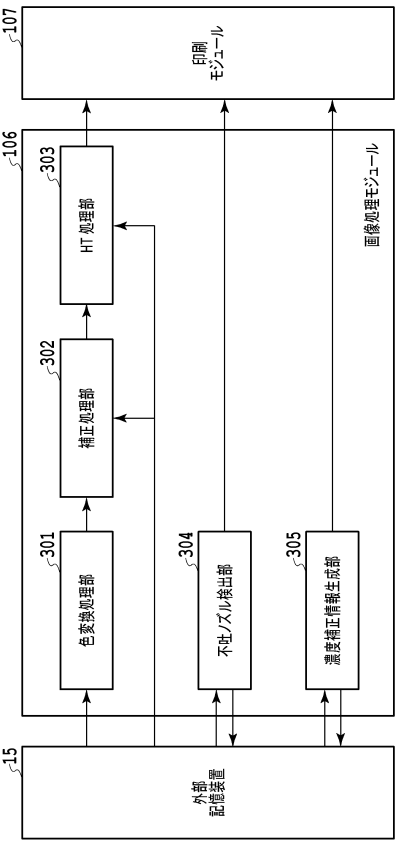 15
外部
記憶装置
106
画像処理モジュール
301
色変換処理部
302
補正処理部
303
HT 処理部
304
不吐ノズル検出部
305
濃度補正情報生成部
107
印刷
モジュール